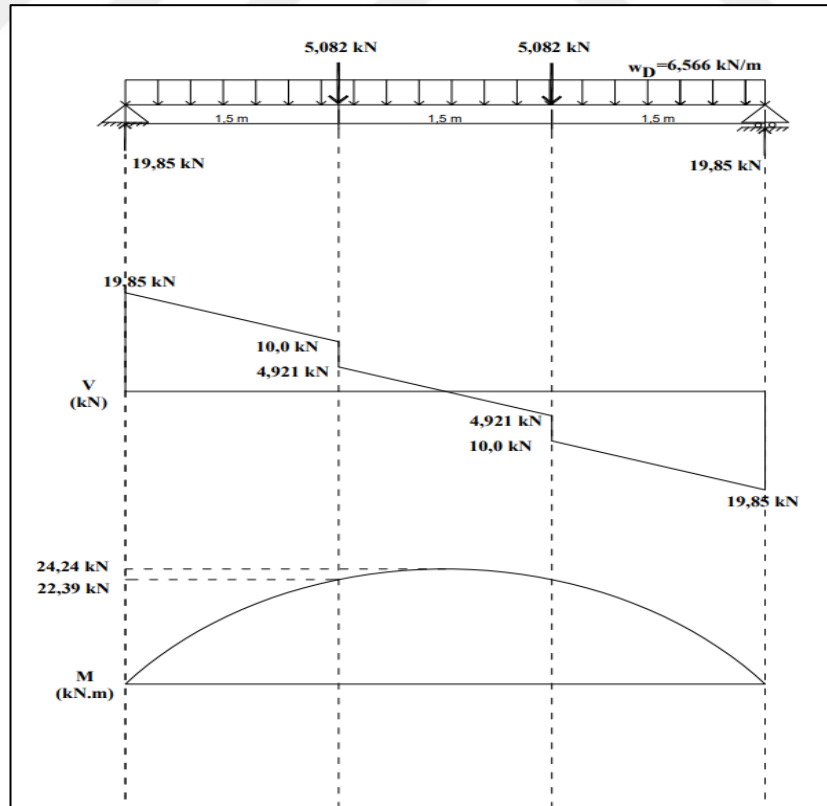 5,082 kN 5,082 kN
w_D=6,566 kN/m
1,5 m 1,5 m 1,5 m
19,85 kN 19,85 kN
19,85 kN
10,0 kN
4,921 kN
V
(kN)
4,921 kN
10,0 kN
19,85 kN
24,24 kN
22,39 kN
M
(kN.m)